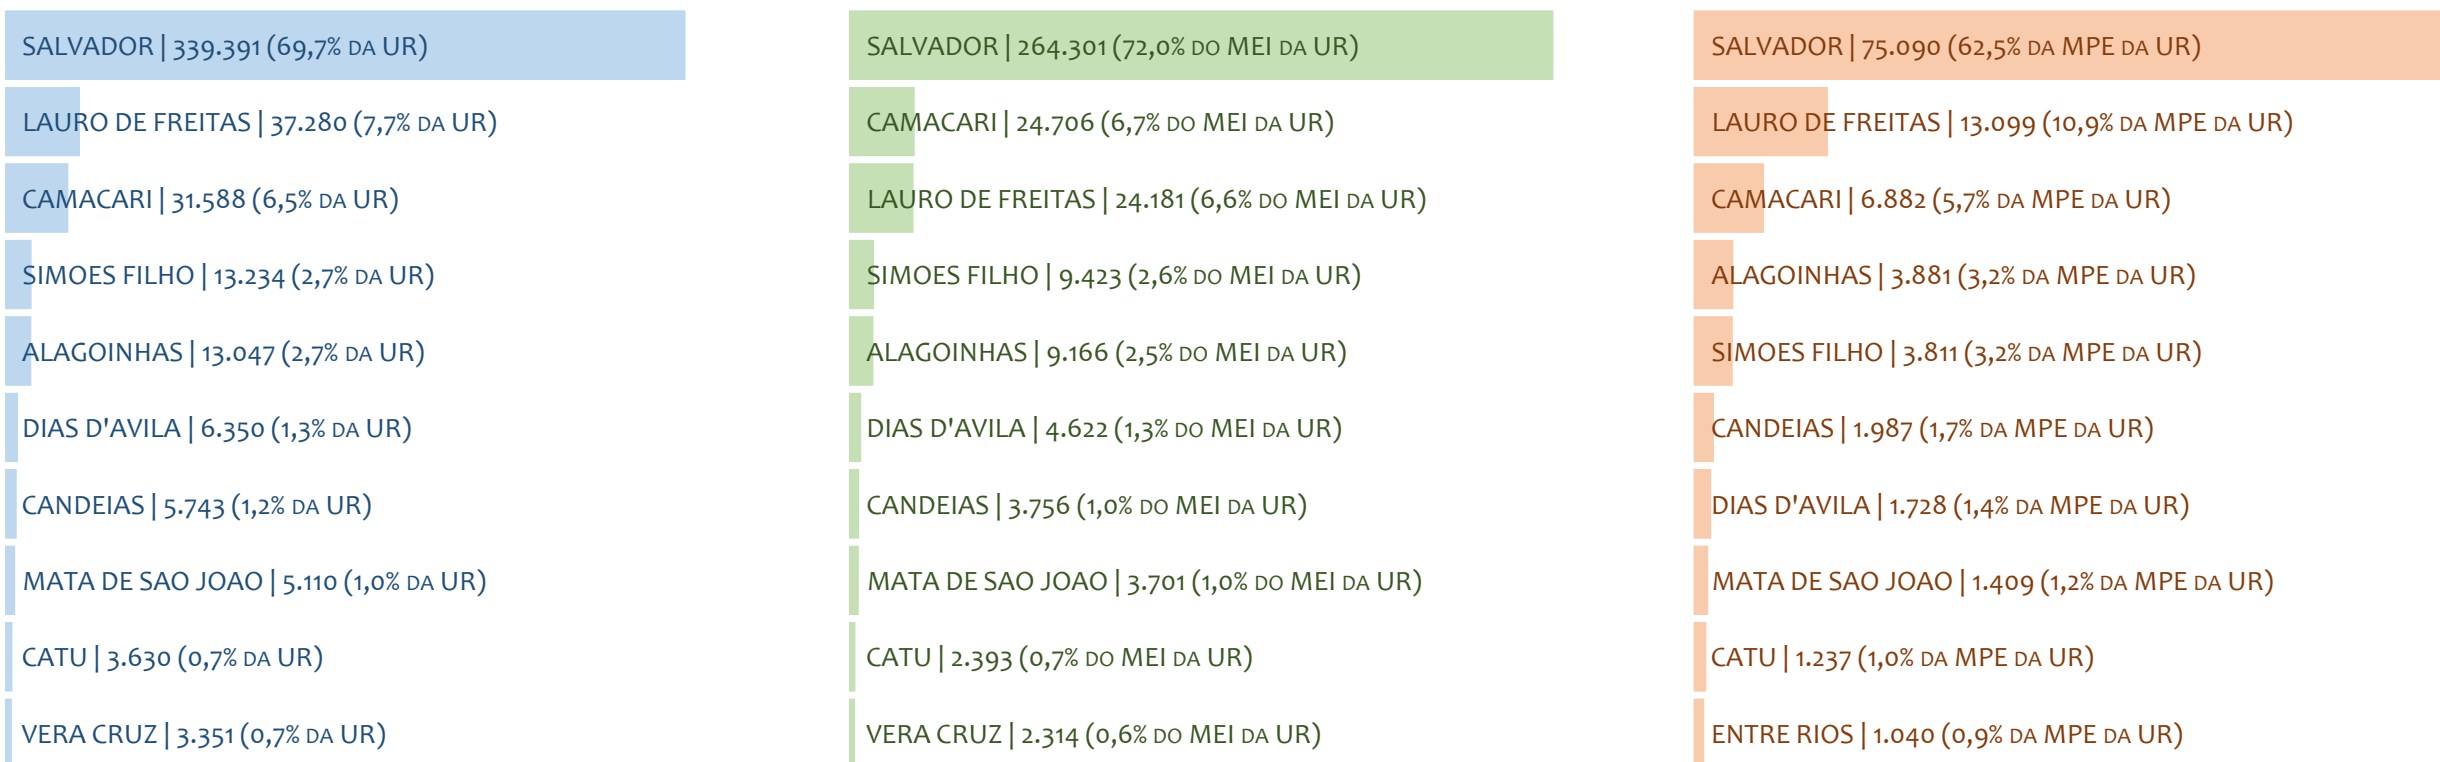 SALVADOR | 339.391 (69,7% DA UR)
LAURO DE FREITAS | 37.280 (7,7% DA UR)
CAMACARI | 31.588 (6,5% DA UR)
SIMOES FILHO | 13.234 (2,7% DA UR)
ALAGOINHAS | 13.047 (2,7% DA UR)
DIAS D'AVILA | 6.350 (1,3% DA UR)
CANDEIAS | 5.743 (1,2% DA UR)
MATA DE SAO JOAO | 5.110 (1,0% DA UR)
CATU | 3.630 (0,7% DA UR)
VERA CRUZ | 3.351 (0,7% DA UR)
SALVADOR | 264.301 (72,0% DO MEI DA UR)
CAMACARI | 24.706 (6,7% DO MEI DA UR)
LAURO DE FREITAS | 24.181 (6,6% DO MEI DA UR)
SIMOES FILHO | 9.423 (2,6% DO MEI DA UR)
ALAGOINHAS | 9.166 (2,5% DO MEI DA UR)
DIAS D'AVILA | 4.622 (1,3% DO MEI DA UR)
CANDEIAS | 3.756 (1,0% DO MEI DA UR)
MATA DE SAO JOAO | 3.701 (1,0% DO MEI DA UR)
CATU | 2.393 (0,7% DO MEI DA UR)
VERA CRUZ | 2.314 (0,6% DO MEI DA UR)
SALVADOR | 75.090 (62,5% DA MPE DA UR)
LAURO DE FREITAS | 13.099 (10,9% DA MPE DA UR)
CAMACARI | 6.882 (5,7% DA MPE DA UR)
ALAGOINHAS | 3.881 (3,2% DA MPE DA UR)
SIMOES FILHO | 3.811 (3,2% DA MPE DA UR)
CANDEIAS | 1.987 (1,7% DA MPE DA UR)
DIAS D'AVILA | 1.728 (1,4% DA MPE DA UR)
MATA DE SAO JOAO | 1.409 (1,2% DA MPE DA UR)
CATU | 1.237 (1,0% DA MPE DA UR)
ENTRE RIOS | 1.040 (0,9% DA MPE DA UR)